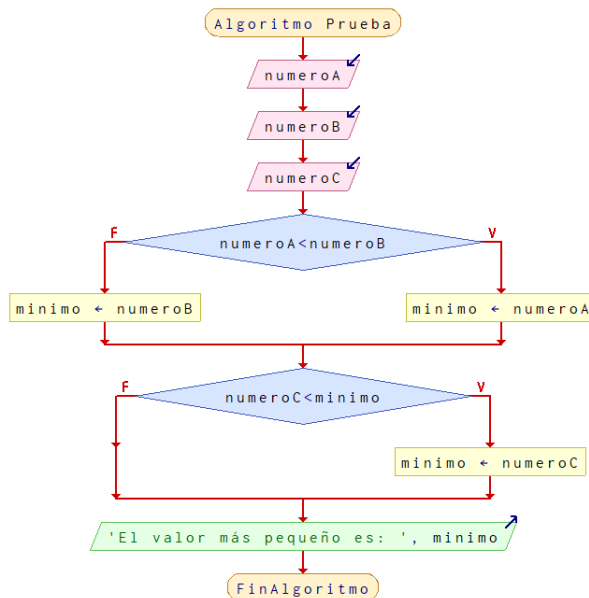 Algoritmo Prueba
numeroA
numeroB
numeroC
F
V
numeroA<numeroB
minimo ← numeroB
minimo ← numeroA
F
V
numeroC<minimo
minimo ← numeroC
'El valor más pequeño es: ', minimo
FinAlgoritmo